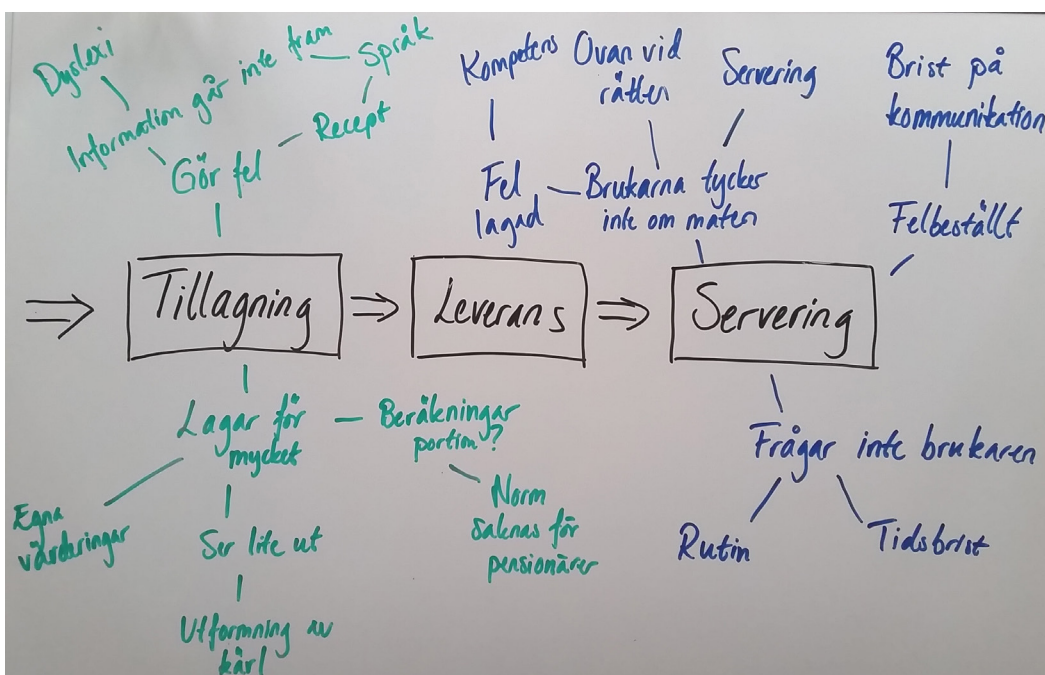 Dyslexi
Information går inte fram
Språk
Recept
Gör fel
Kompetens
Fel
lagad
Ovan vid
rätten
Servering
Brukarna tycker
inte om maten
Brist på
kommunikation
Felbeställt
Tillagning
Leverans
Servering
Lagar för
mycket
Beräkningar
portion?
Norm
saknas för
pensionärer
Egna
värderingar
Ser lite ut
Utformning av
kärl
Frågar inte brukaren
Rutin
Tidsbrist